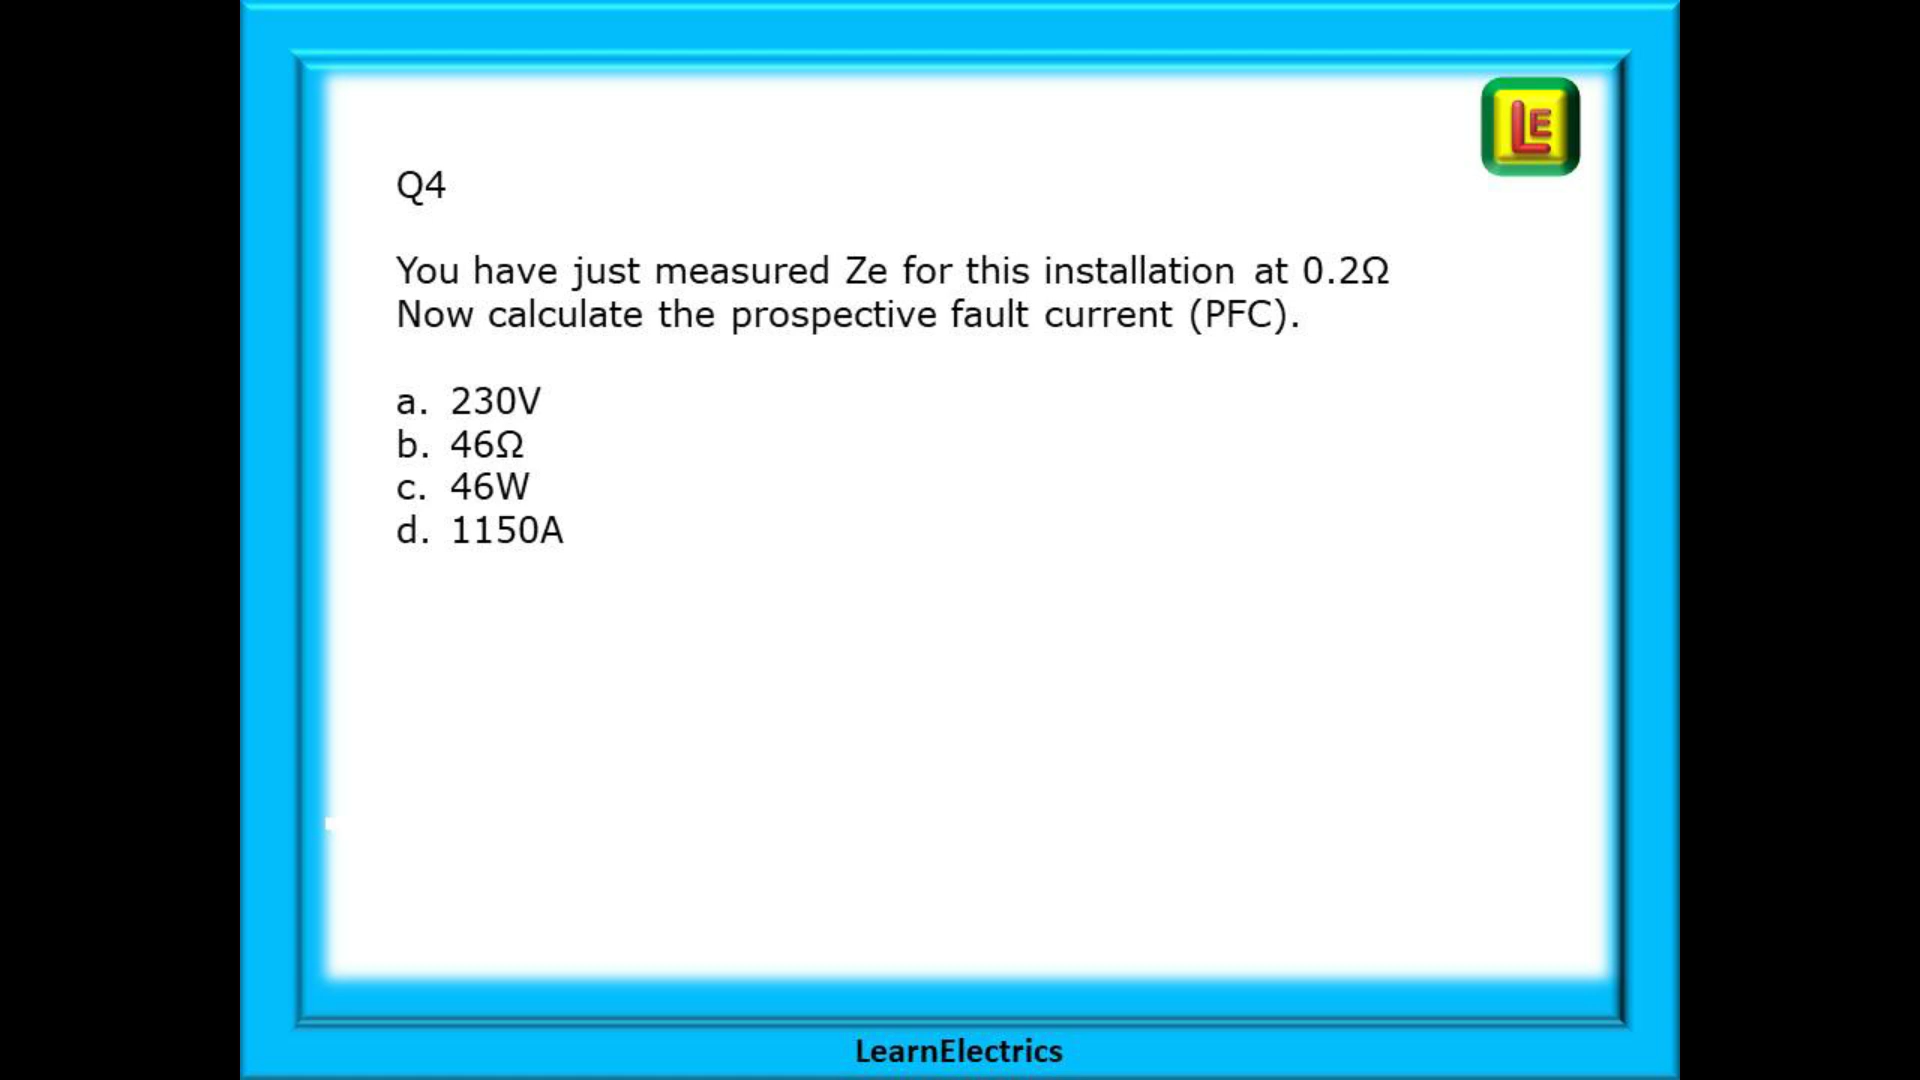 LE
Q4
You have just measured Ze for this installation at 0.2Ω
Now calculate the prospective fault current (PFC).
a. 230V
b. 46Ω
c. 46W
d. 1150A
LearnElectrics